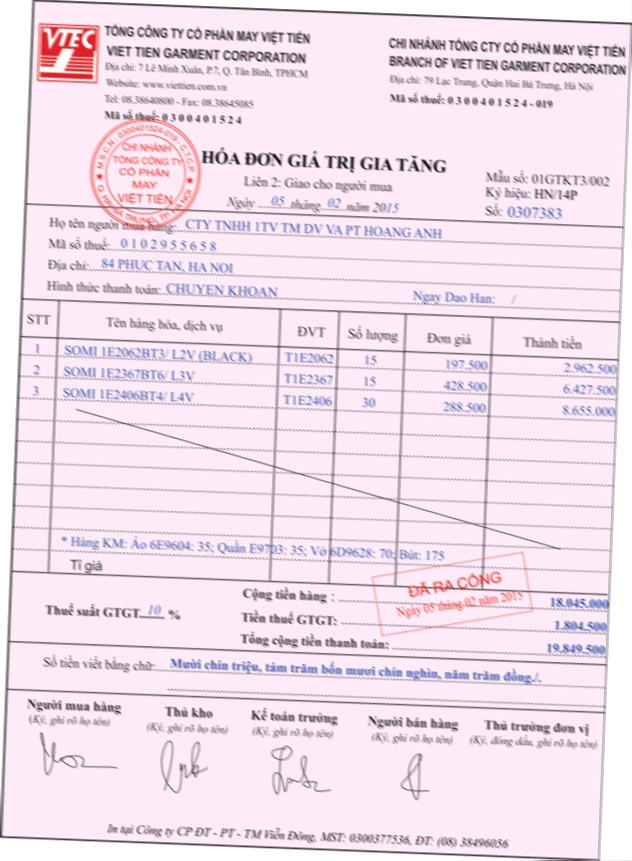 VTEC
TỔNG CÔNG TY CỔ PHẦN MAY VIỆT TIẾN
VIET TIEN GARMENT CORPORATION
Địa chỉ: 7 Lê Minh Xuân, P.7, Q. Tân Bình, TPHCM
Website: www.viettien.com.vn
Tel: 08.38640800 - Fax: 08.38645085
Mã số thuế: 0 3 0 0 4 0 1 5 2 4
CHI NHÁNH TỔNG CTY CỔ PHẦN MAY VIỆT TIẾN
BRANCH OF VIET TIEN GARMENT CORPORATION
Địa chỉ: 79 Lạc Trung, Quận Hai Bà Trưng, Hà Nội
Mã số thuế: 0 3 0 0 4 0 1 5 2 4 - 019
M.S.C.N: 0300401524-019-C.T.C.P
CHI NHÁNH
TỔNG CÔNG TY
CỔ PHẦN
MAY
VIỆT TIẾN
Q. HAI BÀ TRƯNG, TP. HÀ NỘI
HÓA ĐƠN GIÁ TRỊ GIA TĂNG
Liên 2: Giao cho người mua
Ngày 05 tháng 02 năm 2015
Mẫu số: 01GTKT3/002
Ký hiệu: HN/14P
Số: 0307383
Họ tên người mua hàng: CTY TNHH 1TV TM DV VA PT HOANG ANH
Mã số thuế: 0 1 0 2 9 5 5 6 5 8
Địa chỉ: 84 PHUC TAN, HA NOI
Hình thức thanh toán: CHUYEN KHOAN Ngay Dao Han: /
STT Tên hàng hóa, dịch vụ ĐVT Số lượng Đơn giá Thành tiền
1 SOMI 1E2062BT3/ L2V (BLACK) T1E2062 15 197.500 2.962.500
2 SOMI 1E2367BT6/ L3V T1E2367 15 428.500 6.427.500
3 SOMI 1E2406BT4/ L4V T1E2406 30 288.500 8.655.000
* Hàng KM: Áo 6E9604: 35; Quần E9703: 35; Vớ 6D9628: 70; Bút: 175
Tỉ giá
ĐÃ RA CỔNG
Ngày 05 tháng 02 năm 2015
Cộng tiền hàng : 18.045.000
Thuế suất GTGT 10 % Tiền thuế GTGT: 1.804.500
Tổng cộng tiền thanh toán: 19.849.500
Số tiền viết bằng chữ: Mười chín triệu, tám trăm bốn mươi chín nghìn, năm trăm đồng./.
Người mua hàng Thủ kho Kế toán trưởng Người bán hàng Thủ trưởng đơn vị
(Ký, ghi rõ họ tên) (Ký, ghi rõ họ tên) (Ký, ghi rõ họ tên) (Ký, ghi rõ họ tên) (Ký, đóng dấu, ghi rõ họ tên)
In tại Công ty CP ĐT - PT - TM Viễn Đông, MST: 0300377536, ĐT: (08) 38496056